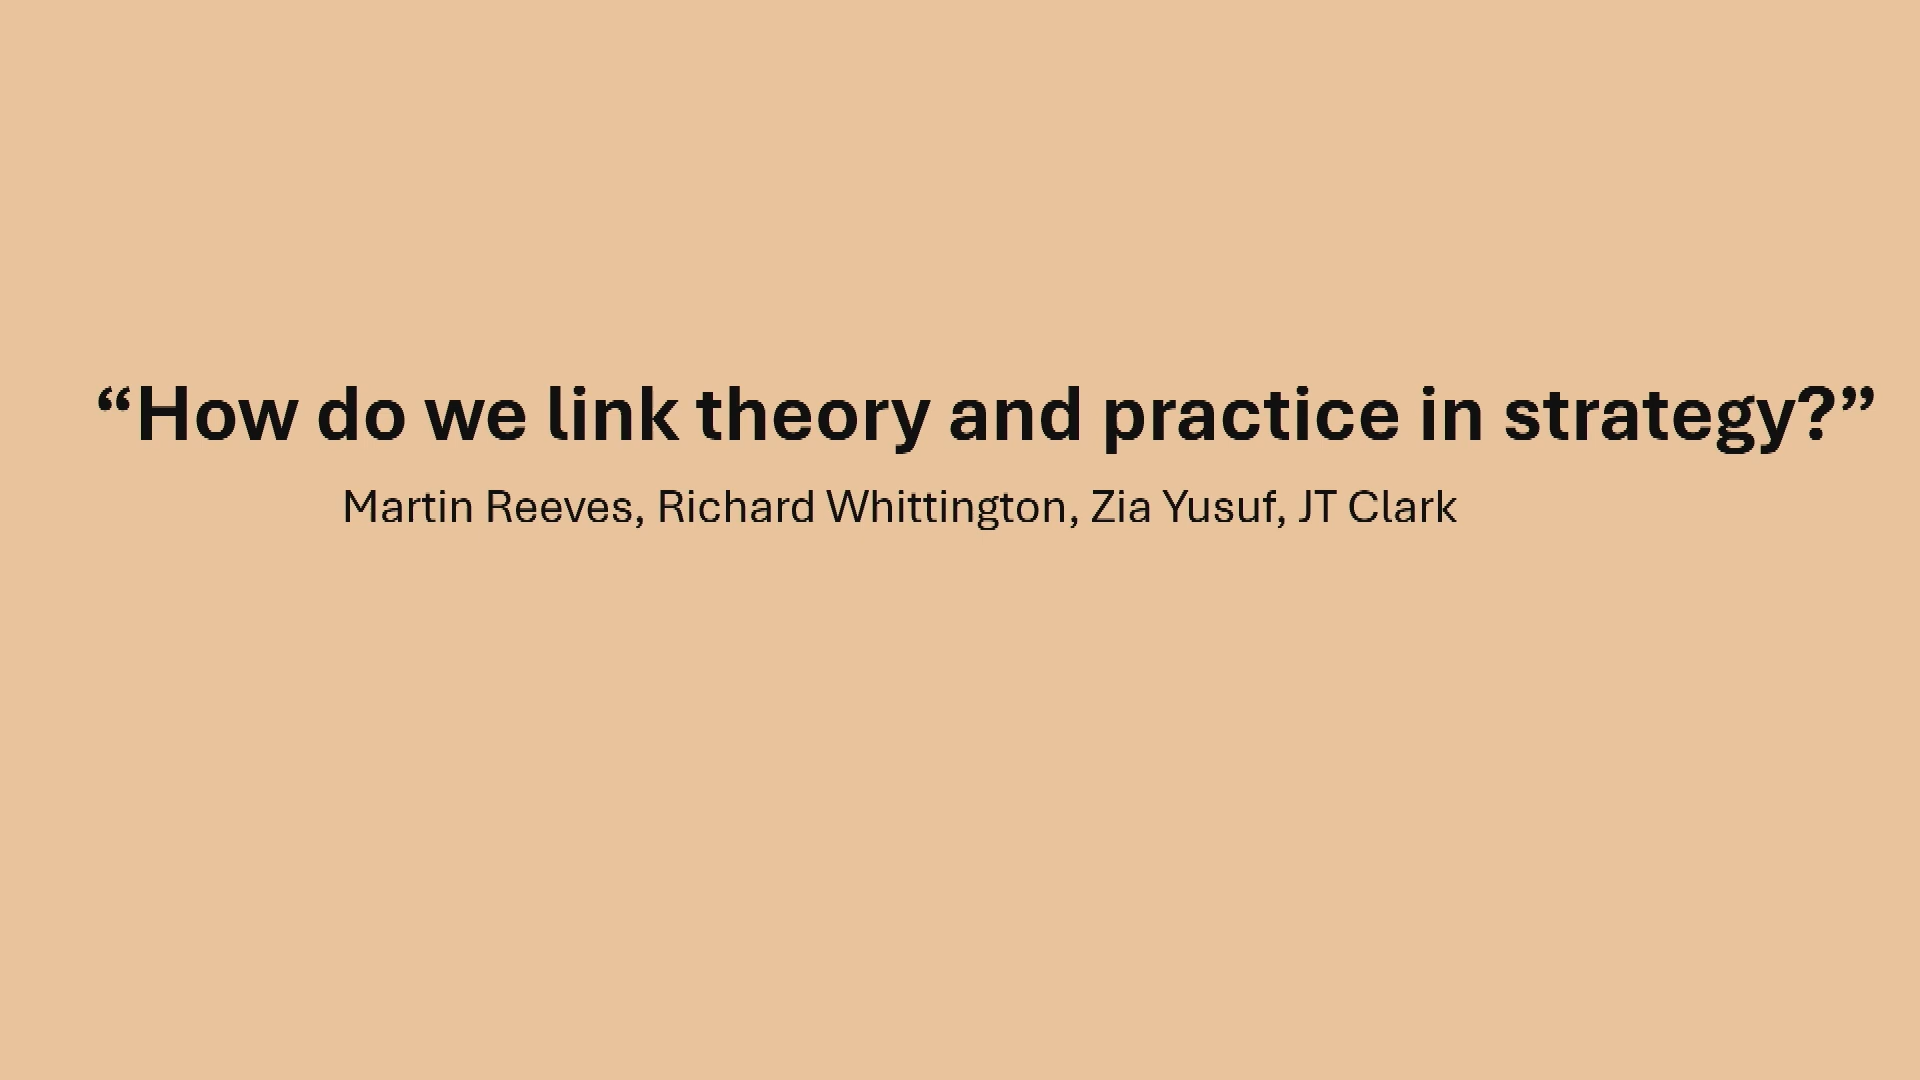 “How do we link theory and practice in strategy?”
Martin Reeves, Richard Whittington, Zia Yusuf, JT Clark